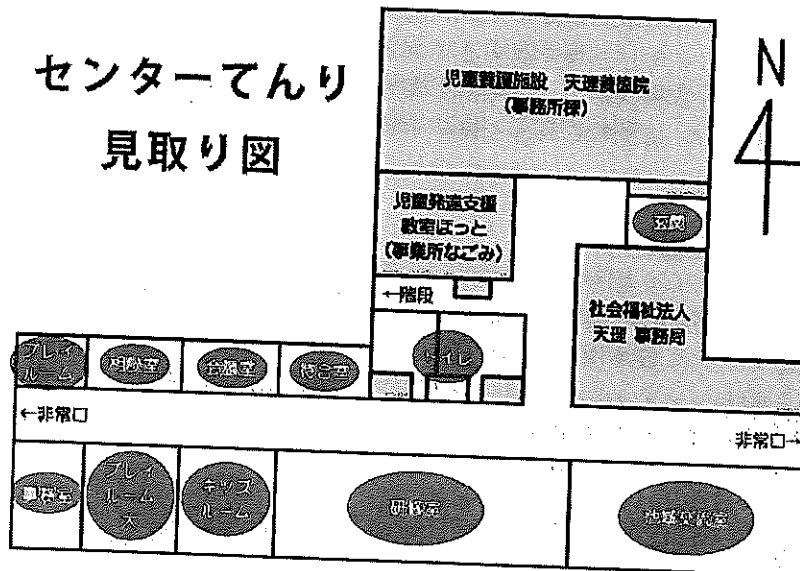 センターてんり
見取り図
N
児童養護施設 天理養徳院
(事務所棟)
児童発達支援
教室ほっと
(事業所なごみ)
玄関
←階段
社会福祉法人
天理 事務局
プレイ
ルーム
相談室
会議室
待合室
トイレ
←非常口
非常口→
プレイ
ルーム
大
キッズ
ルーム
研修室
地域交流室